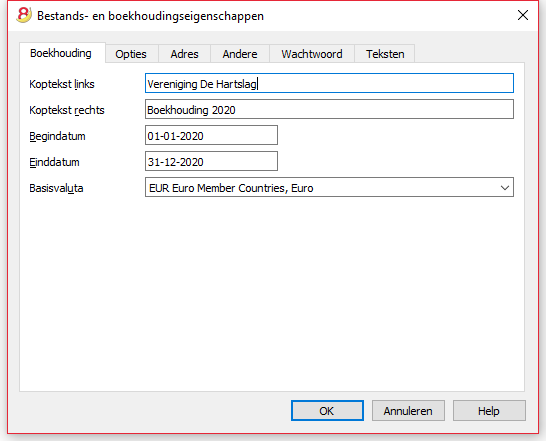 Bestands- en boekhoudingseigenschappen
Boekhouding Opties Adres Andere Wachtwoord Teksten
Koptekst links Vereniging De Hartslag
Koptekst rechts Boekhouding 2020
Begindatum 01-01-2020
Einddatum 31-12-2020
Basisvaluta EUR Euro Member Countries, Euro
OK Annuleren Help